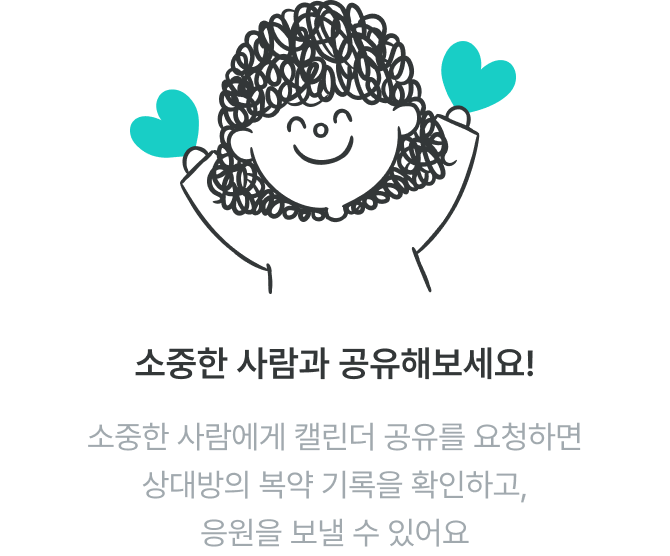 소중한 사람과 공유해보세요!
소중한 사람에게 캘린더 공유를 요청하면
상대방의 복약 기록을 확인하고,
응원을 보낼 수 있어요